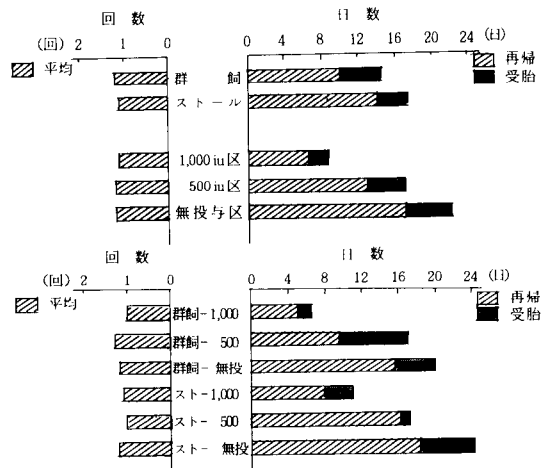 回 数 日 数
(回) 2 1 0 0 4 8 12 16 20 24 (日)
平均 再帰
群 飼 受胎
ストール
1,000 iu 区
500 iu 区
無投与区
回 数 日 数
(回) 2 1 0 0 4 8 12 16 20 24 (日)
平均 再帰
群飼-1,000 受胎
群飼- 500
群飼- 無投
スト-1,000
スト- 500
スト- 無投